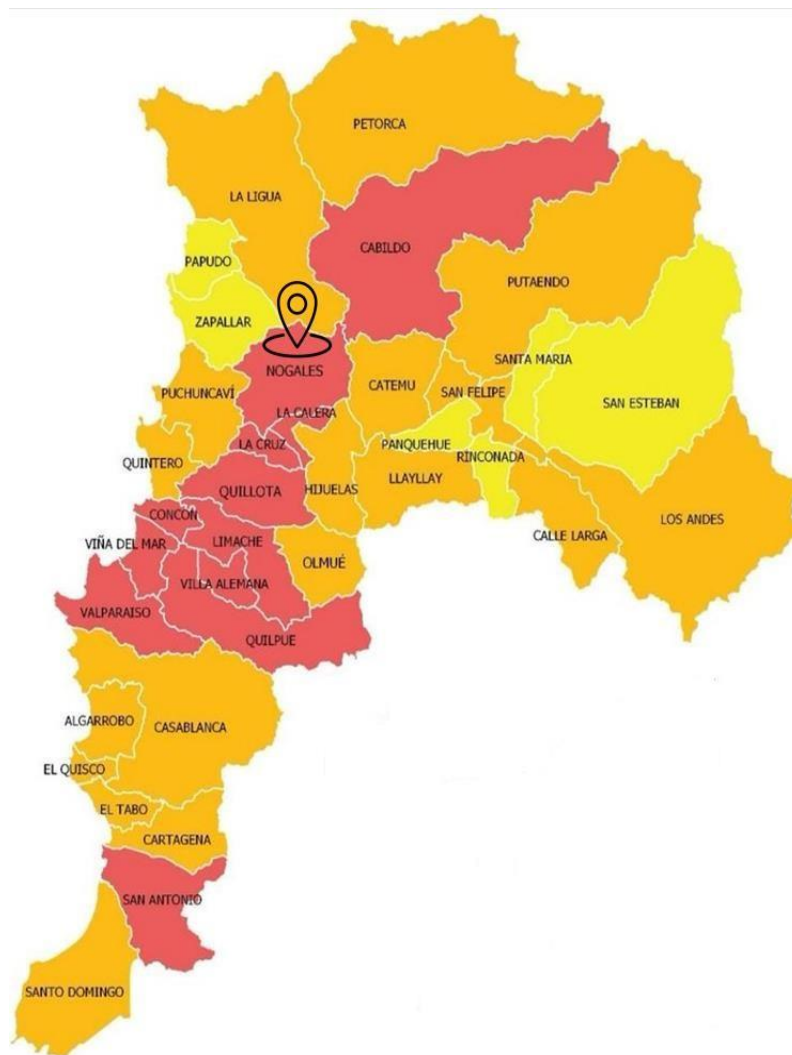 PETORCA
LA LIGUA
CABILDO
PAPUDO
PUTAENDO
ZAPALLAR
SANTA MARIA
NOGALES
CATEMU
SAN FELIPE
PUCHUNCAVÍ
SAN ESTEBAN
LA CALERA
LA CRUZ
PANQUEHUE
RINCONADA
QUINTERO
LLAYLLAY
QUILLOTA
HIJUELAS
CONCÓN
LOS ANDES
CALLE LARGA
VIÑA DEL MAR
LIMACHE
OLMUÉ
VILLA ALEMANA
VALPARAISO
QUILPUE
ALGARROBO
CASABLANCA
EL QUISCO
EL TABO
CARTAGENA
SAN ANTONIO
SANTO DOMINGO